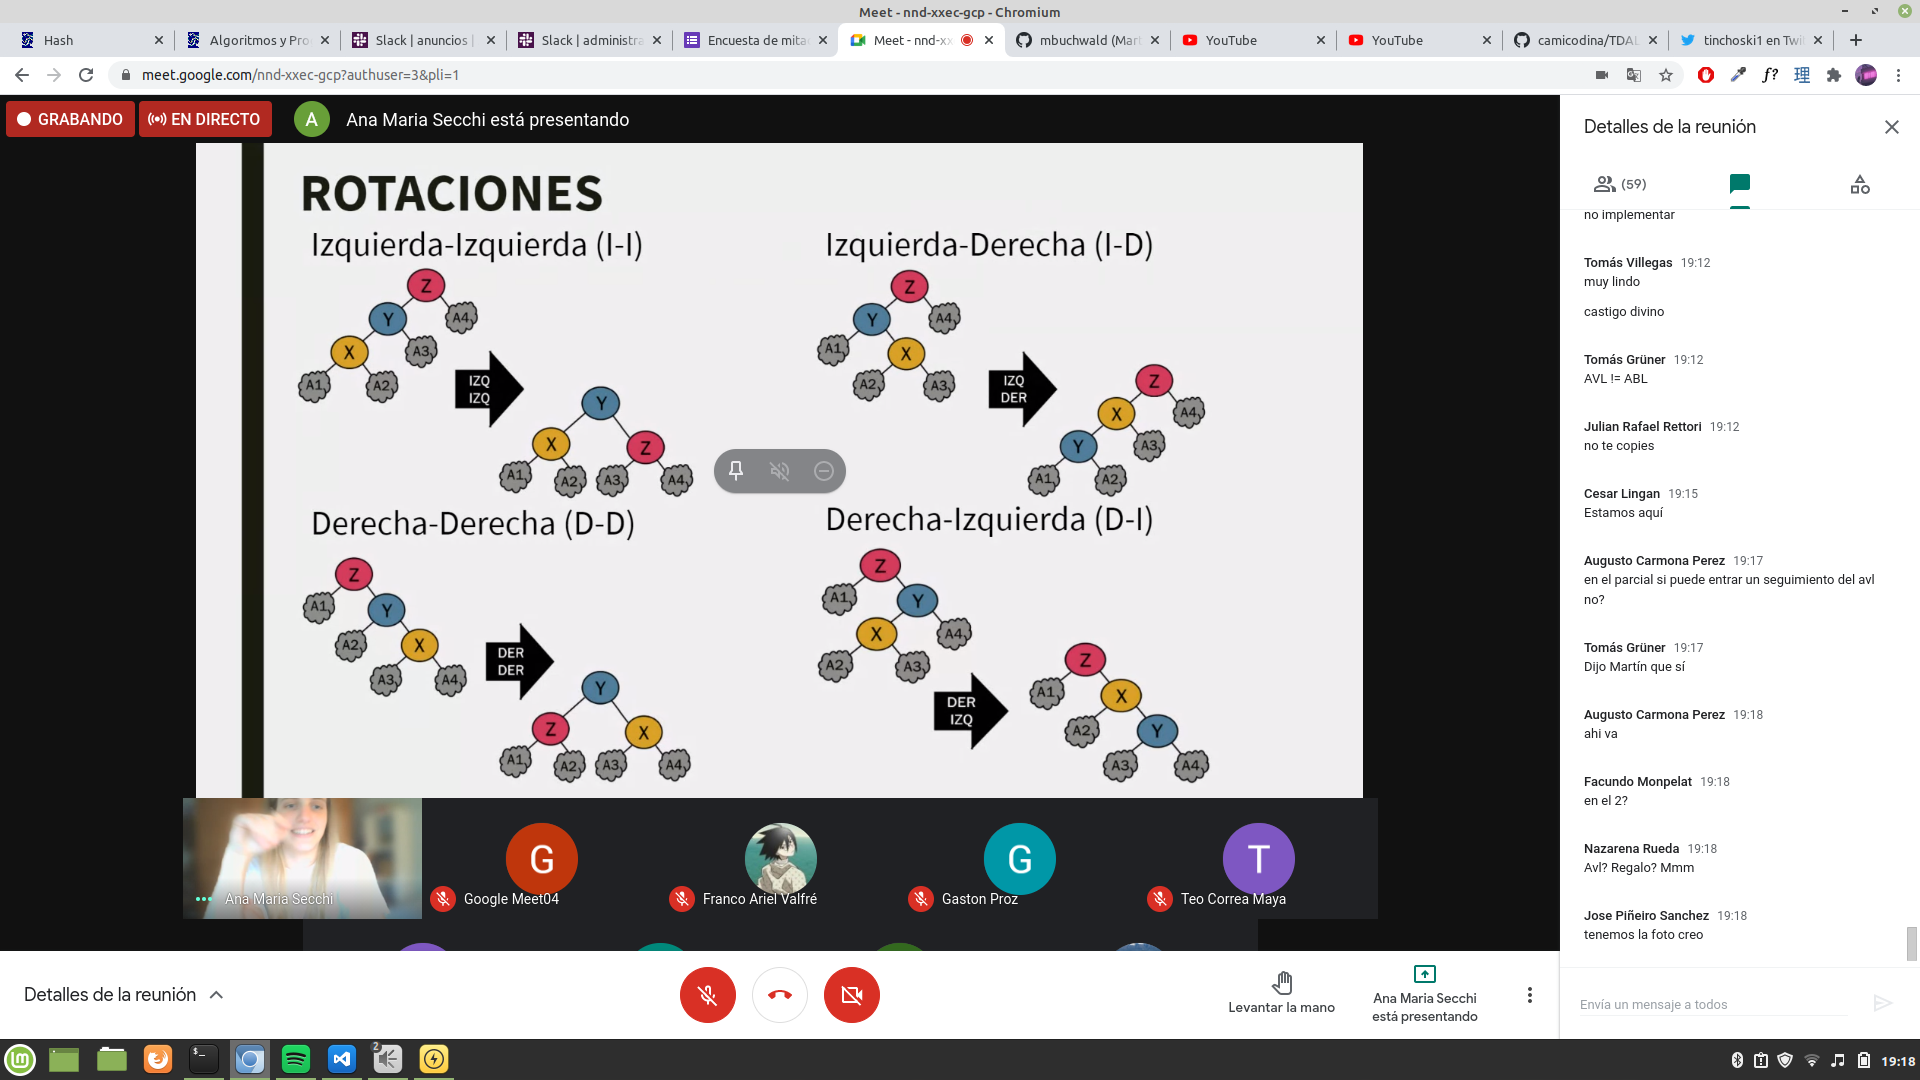 Meet - nnd-xxec-gcp - Chromium
Hash
Algoritmos y Pro
Slack | anuncios |
Slack | administra
Encuesta de mita
Meet - nnd-xx
mbuchwald (Mart
YouTube
YouTube
camicodina/TDAL
tinchoski1 en Twi
meet.google.com/nnd-xxec-gcp?authuser=3&pli=1
GRABANDO
EN DIRECTO
A
Ana Maria Secchi está presentando
ROTACIONES
Izquierda-Izquierda (I-I)
Z
Y
A4
X
A3
A1
A2
IZQ
IZQ
Y
X
Z
A1
A2
A3
A4
Izquierda-Derecha (I-D)
Z
Y
A4
A1
X
A2
A3
IZQ
DER
Z
X
A4
Y
A3
A1
A2
Derecha-Derecha (D-D)
Z
A1
Y
A2
X
A3
A4
DER
DER
Y
Z
X
A1
A2
A3
A4
Derecha-Izquierda (D-I)
Z
A1
Y
X
A4
A2
A3
DER
IZQ
Z
A1
X
A2
Y
A3
A4
Ana Maria Secchi
G
Google Meet04
Franco Ariel Valfré
G
Gaston Proz
T
Teo Correa Maya
Detalles de la reunión
(59)
no implementar
Tomás Villegas 19:12
muy lindo
castigo divino
Tomás Grüner 19:12
AVL != ABL
Julian Rafael Rettori 19:12
no te copies
Cesar Lingan 19:15
Estamos aquí
Augusto Carmona Perez 19:17
en el parcial si puede entrar un seguimiento del avl
no?
Tomás Grüner 19:17
Dijo Martín que sí
Augusto Carmona Perez 19:18
ahi va
Facundo Monpelat 19:18
en el 2?
Nazarena Rueda 19:18
Avl? Regalo? Mmm
Jose Piñeiro Sanchez 19:18
tenemos la foto creo
Envía un mensaje a todos
Detalles de la reunión
Levantar la mano
Ana Maria Secchi
está presentando
2
19:18